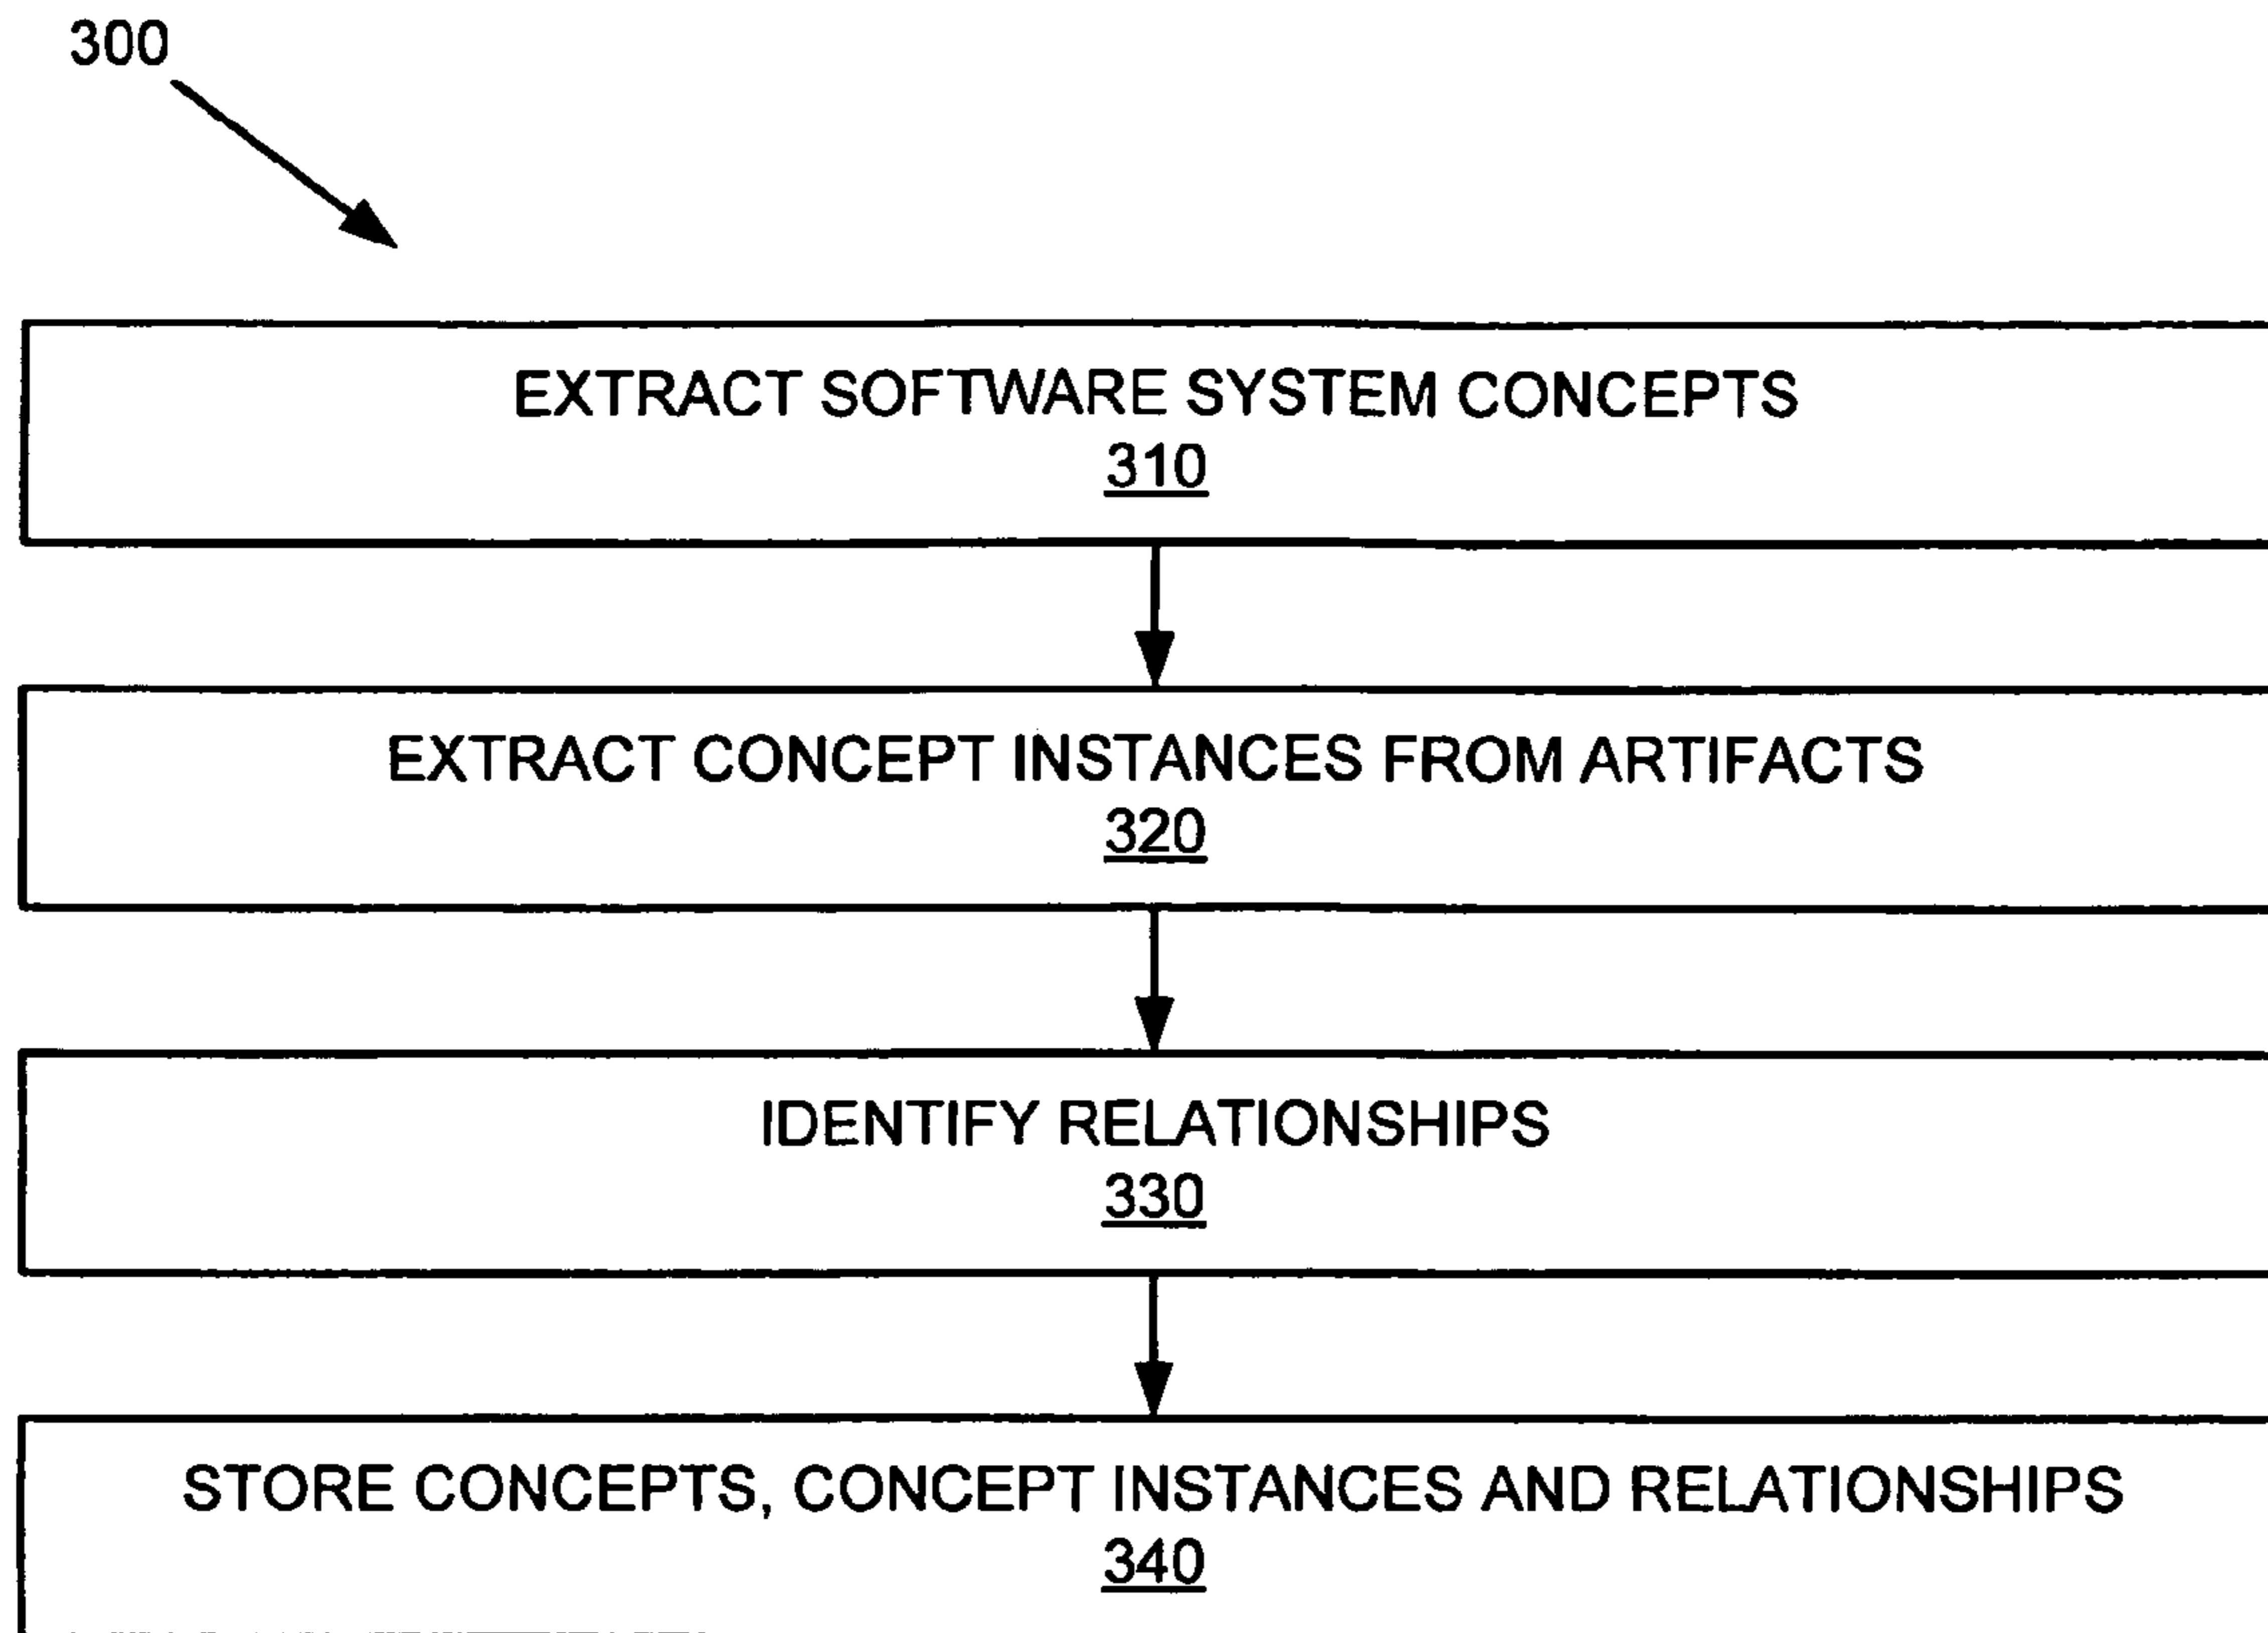 300
EXTRACT SOFTWARE SYSTEM CONCEPTS
310
EXTRACT CONCEPT INSTANCES FROM ARTIFACTS
320
IDENTIFY RELATIONSHIPS
330
STORE CONCEPTS, CONCEPT INSTANCES AND RELATIONSHIPS
340